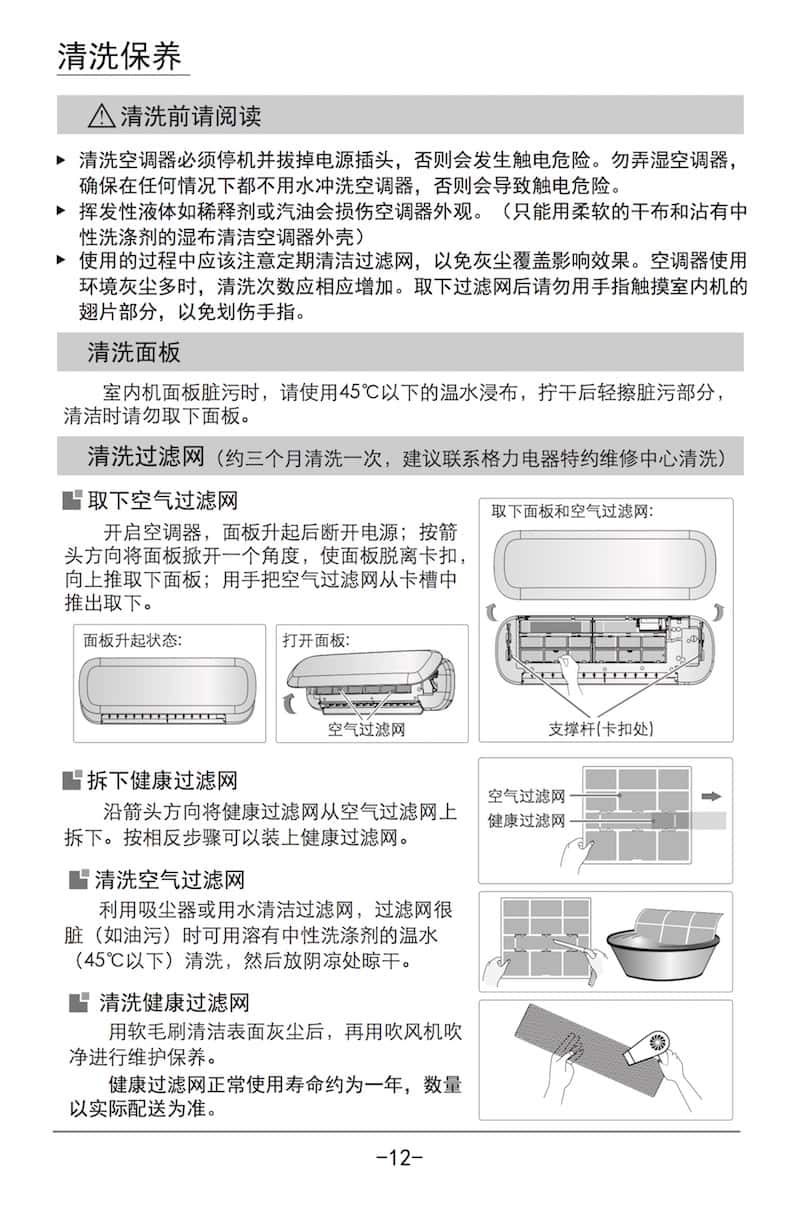 清洗保养
清洗前请阅读
▶ 清洗空调器必须停机并拔掉电源插头，否则会发生触电危险。勿弄湿空调器，
确保在任何情况下都不用水冲洗空调器，否则会导致触电危险。
▶ 挥发性液体如稀释剂或汽油会损伤空调器外观。（只能用柔软的干布和沾有中
性洗涤剂的湿布清洁空调器外壳）
▶ 使用的过程中应该注意定期清洁过滤网，以免灰尘覆盖影响效果。空调器使用
环境灰尘多时，清洗次数应相应增加。取下过滤网后请勿用手指触摸室内机的
翅片部分，以免划伤手指。
清洗面板
室内机面板脏污时，请使用45℃以下的温水浸布，拧干后轻擦脏污部分，
清洁时请勿取下面板。
清洗过滤网（约三个月清洗一次，建议联系格力电器特约维修中心清洗）
取下空气过滤网
开启空调器，面板升起后断开电源；按箭
头方向将面板掀开一个角度，使面板脱离卡扣，
向上推取下面板；用手把空气过滤网从卡槽中
推出取下。
面板升起状态:
打开面板:
空气过滤网
取下面板和空气过滤网:
支撑杆(卡扣处)
拆下健康过滤网
沿箭头方向将健康过滤网从空气过滤网上
拆下。按相反步骤可以装上健康过滤网。
空气过滤网
健康过滤网
清洗空气过滤网
利用吸尘器或用水清洁过滤网，过滤网很
脏（如油污）时可用溶有中性洗涤剂的温水
（45℃以下）清洗，然后放阴凉处晾干。
清洗健康过滤网
用软毛刷清洁表面灰尘后，再用吹风机吹
净进行维护保养。
健康过滤网正常使用寿命约为一年，数量
以实际配送为准。
-12-